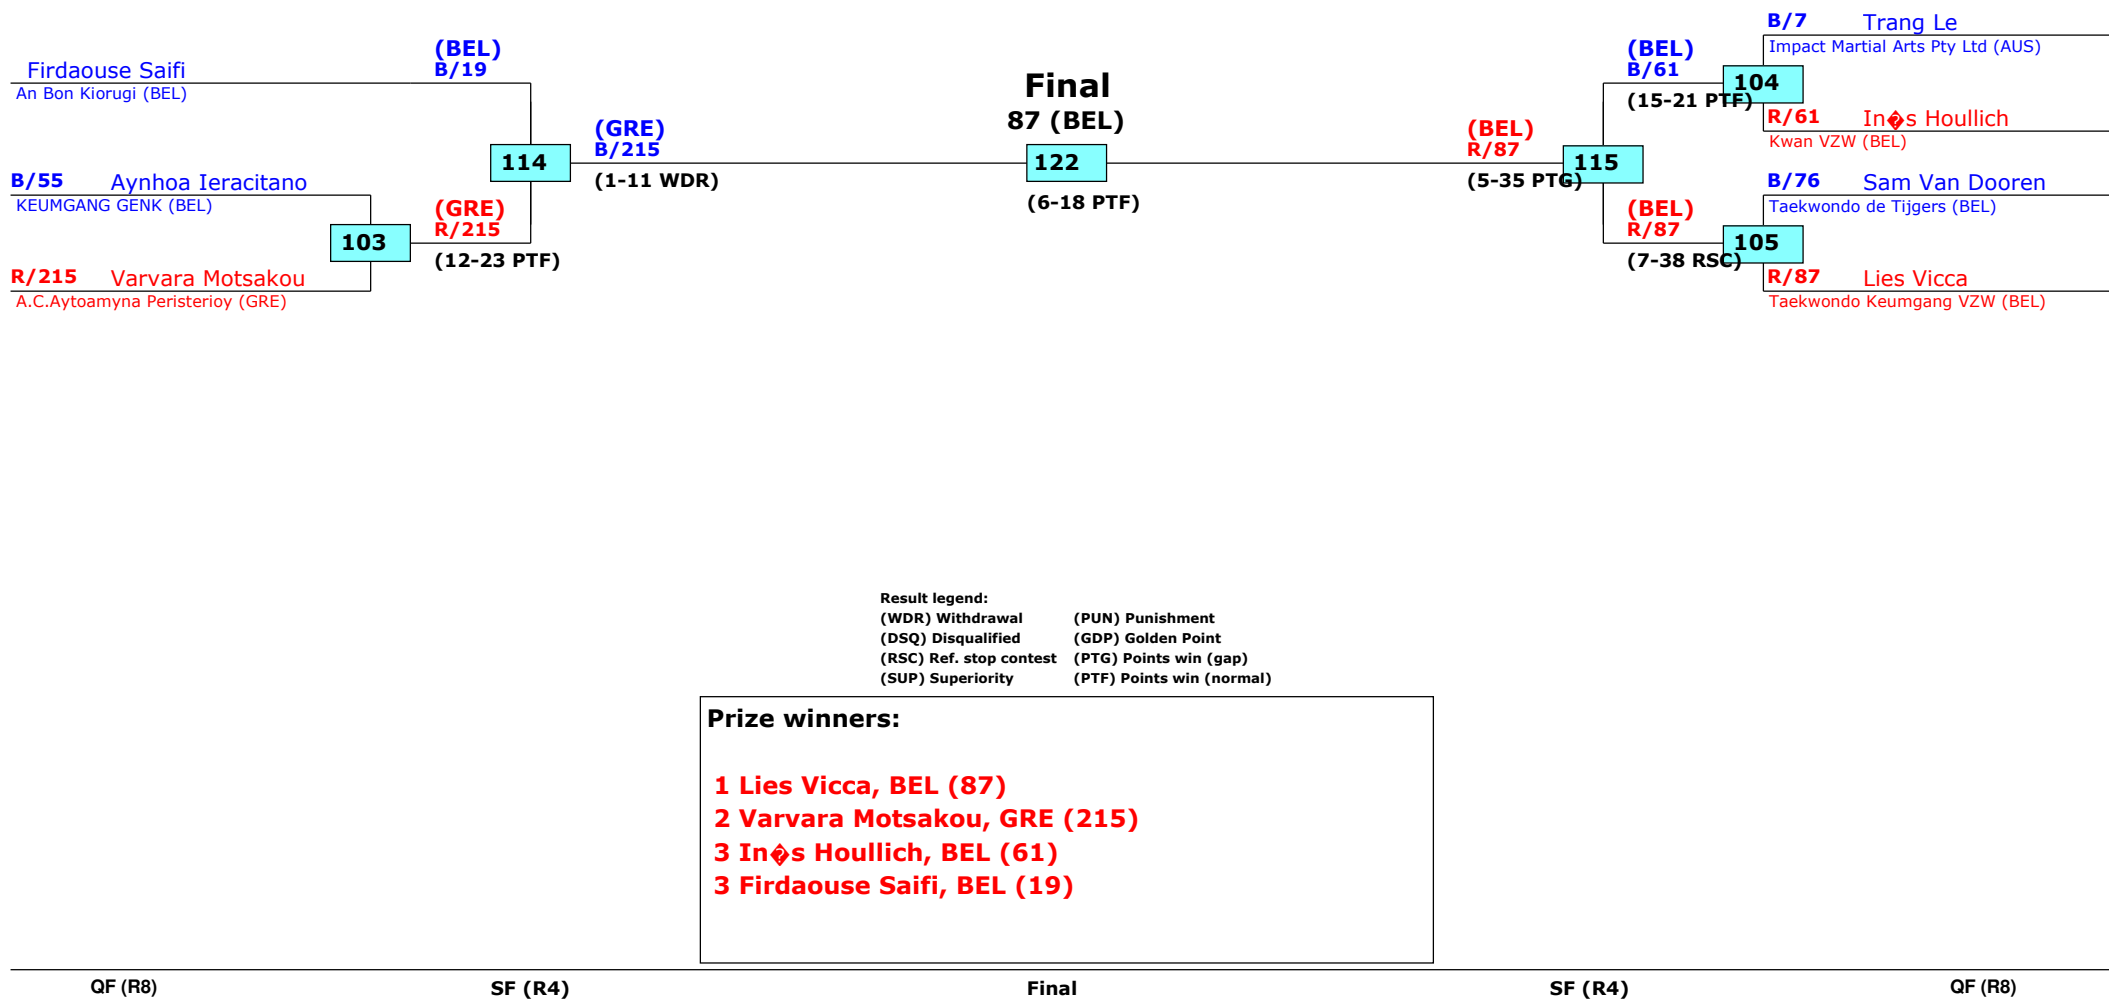 Firdaouse Saifi
An Bon Kiorugi (BEL)
B/55 Aynhoa Ieracitano
KEUMGANG GENK (BEL)
103
R/215 Varvara Motsakou
A.C.Aytoamyna Peristerioy (GRE)
(BEL)
B/19
114
(GRE)
R/215
(12-23 PTF)
(GRE)
B/215
(1-11 WDR)
Final
87 (BEL)
122
(6-18 PTF)
(BEL)
R/87
115
(5-35 PTG)
(BEL)
B/61
(15-21 PTF)
104
(BEL)
R/87
(7-38 RSC)
105
B/7 Trang Le
Impact Martial Arts Pty Ltd (AUS)
R/61 In�s Houllich
Kwan VZW (BEL)
B/76 Sam Van Dooren
Taekwondo de Tijgers (BEL)
R/87 Lies Vicca
Taekwondo Keumgang VZW (BEL)
Result legend:
(WDR) Withdrawal (PUN) Punishment
(DSQ) Disqualified (GDP) Golden Point
(RSC) Ref. stop contest (PTG) Points win (gap)
(SUP) Superiority (PTF) Points win (normal)
Prize winners:
1 Lies Vicca, BEL (87)
2 Varvara Motsakou, GRE (215)
3 In�s Houllich, BEL (61)
3 Firdaouse Saifi, BEL (19)
QF (R8) SF (R4) Final SF (R4) QF (R8)